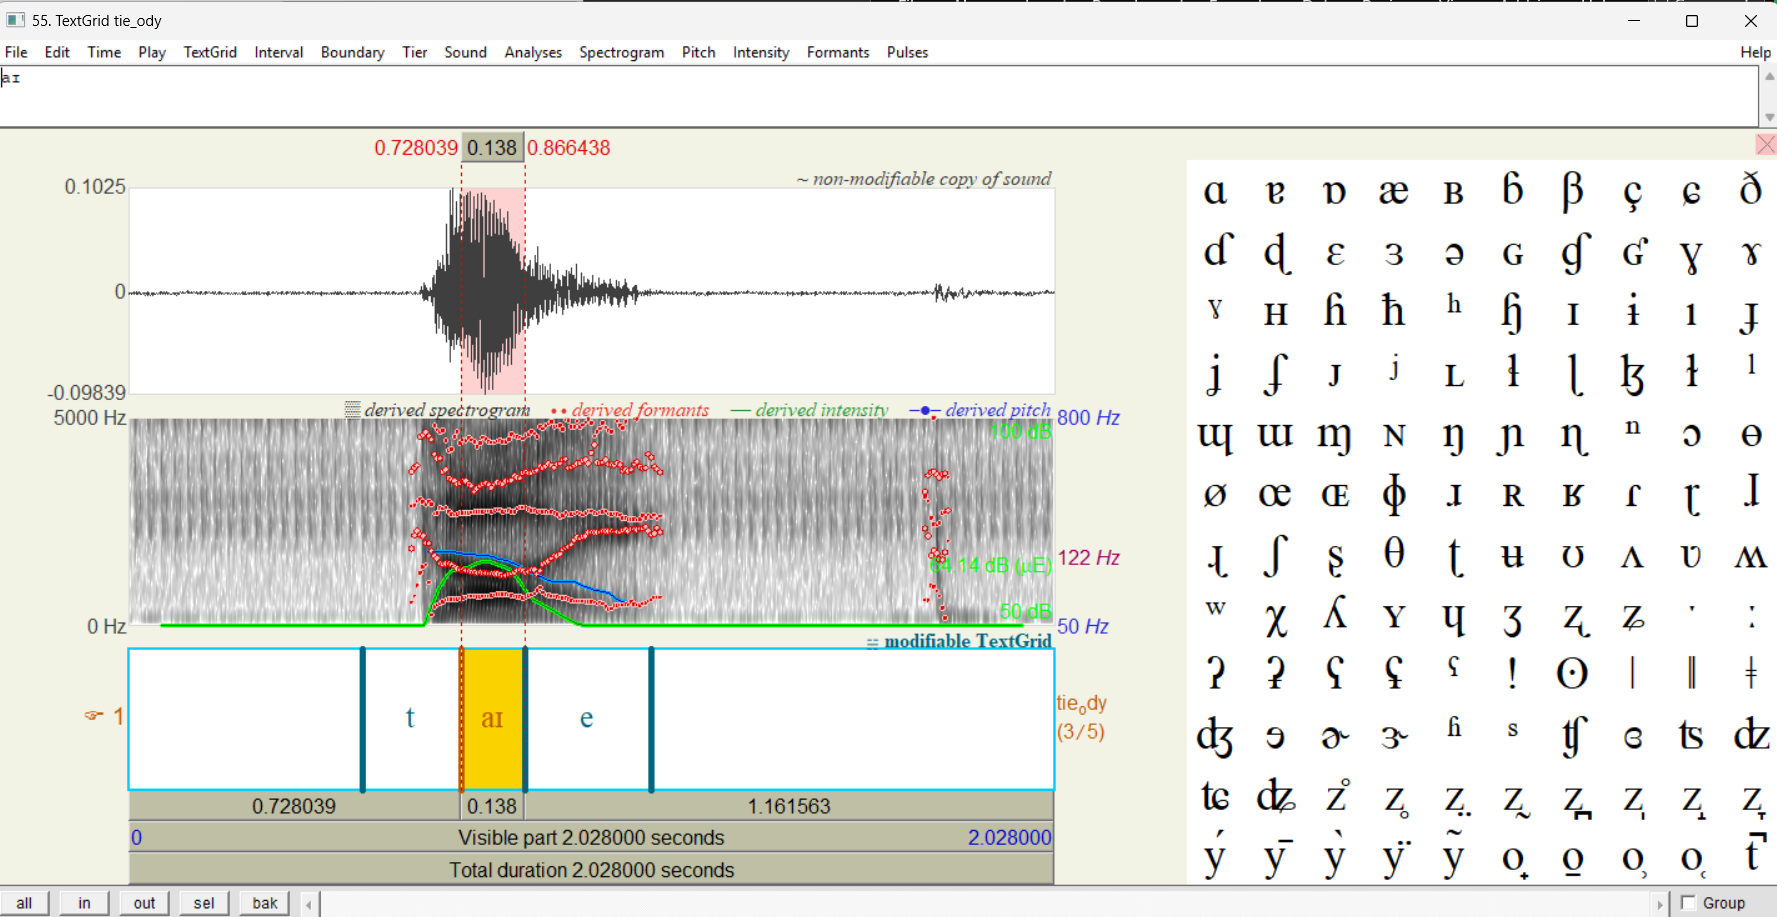 55. TextGrid tie_ody
File Edit Time Play TextGrid Interval Boundary Tier Sound Analyses Spectrogram Pitch Intensity Formants Pulses Help
aɪ
0.728039 0.138 0.866438
0.1025 ~ non-modifiable copy of sound
0
-0.09839
derived spectrogram derived formants derived intensity derived pitch
5000 Hz 800 Hz
100 dB
64.14 dB (µE) 122 Hz
50 dB
0 Hz 50 Hz
modifiable TextGrid
☞ 1 t aɪ e tieₒdy
(3/5)
0.728039 0.138 1.161563
0 Visible part 2.028000 seconds 2.028000
Total duration 2.028000 seconds
ɑ ɐ ɒ æ ʙ ɓ β ç ɕ ð
ɗ ɖ ɛ ɜ ə ɢ ɠ ʛ ɣ ɤ
ˠ ʜ ɦ ħ ʰ ɧ ɪ ɨ ı ɟ
ʝ ʄ ᴊ ʲ ʟ ɫ ɭ ɮ ɬ ˡ
ɰ ɯ ɱ ɴ ŋ ɲ ɳ ⁿ ɔ ɵ
ø œ ɶ ɸ ɹ ʀ ʁ ɾ ɽ ɺ
ɻ ʃ ʂ θ ʈ ʉ ʊ ʌ ʋ ʍ
ʷ χ ʎ ʏ ɥ ʒ ʐ ʑ ˑ ː
ʔ ʡ ʕ ʢ ˤ ! ʘ ǀ ǁ ǂ
ʤ ɘ ɚ ɝ ʱ ˢ ʧ ɞ ʦ ʣ
ʨ ʥ z̊ z̥ z̤ z̰ z̪ z̩ z̝ z̞
ý ȳ ỳ ÿ ỹ o̟ o̠ o̹ o̜ t̚
all in out sel bak Group